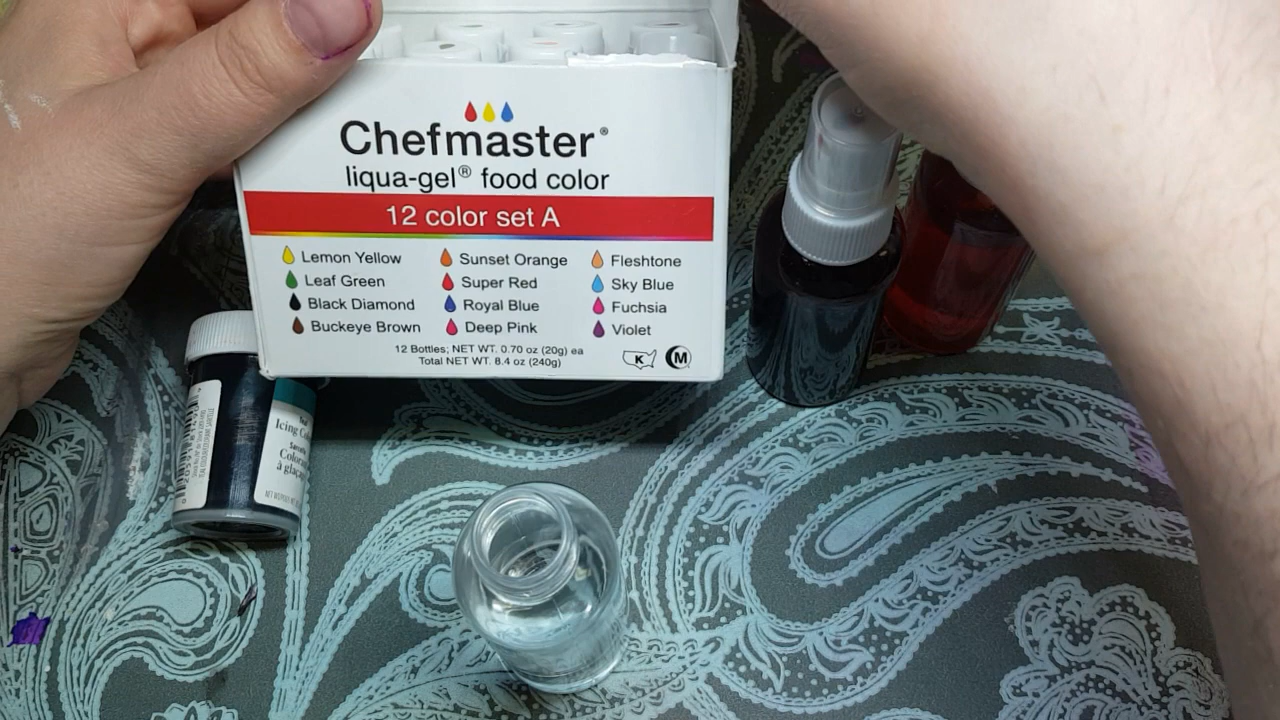 Chefmaster®
liqua-gel® food color
12 color set A
Lemon Yellow
Leaf Green
Black Diamond
Buckeye Brown
Sunset Orange
Super Red
Royal Blue
Deep Pink
Fleshtone
Sky Blue
Fuchsia
Violet
12 Bottles; NET WT. 0.70 oz (20g) ea
Total NET WT. 8.4 oz (240g)
K
M
Icing
à